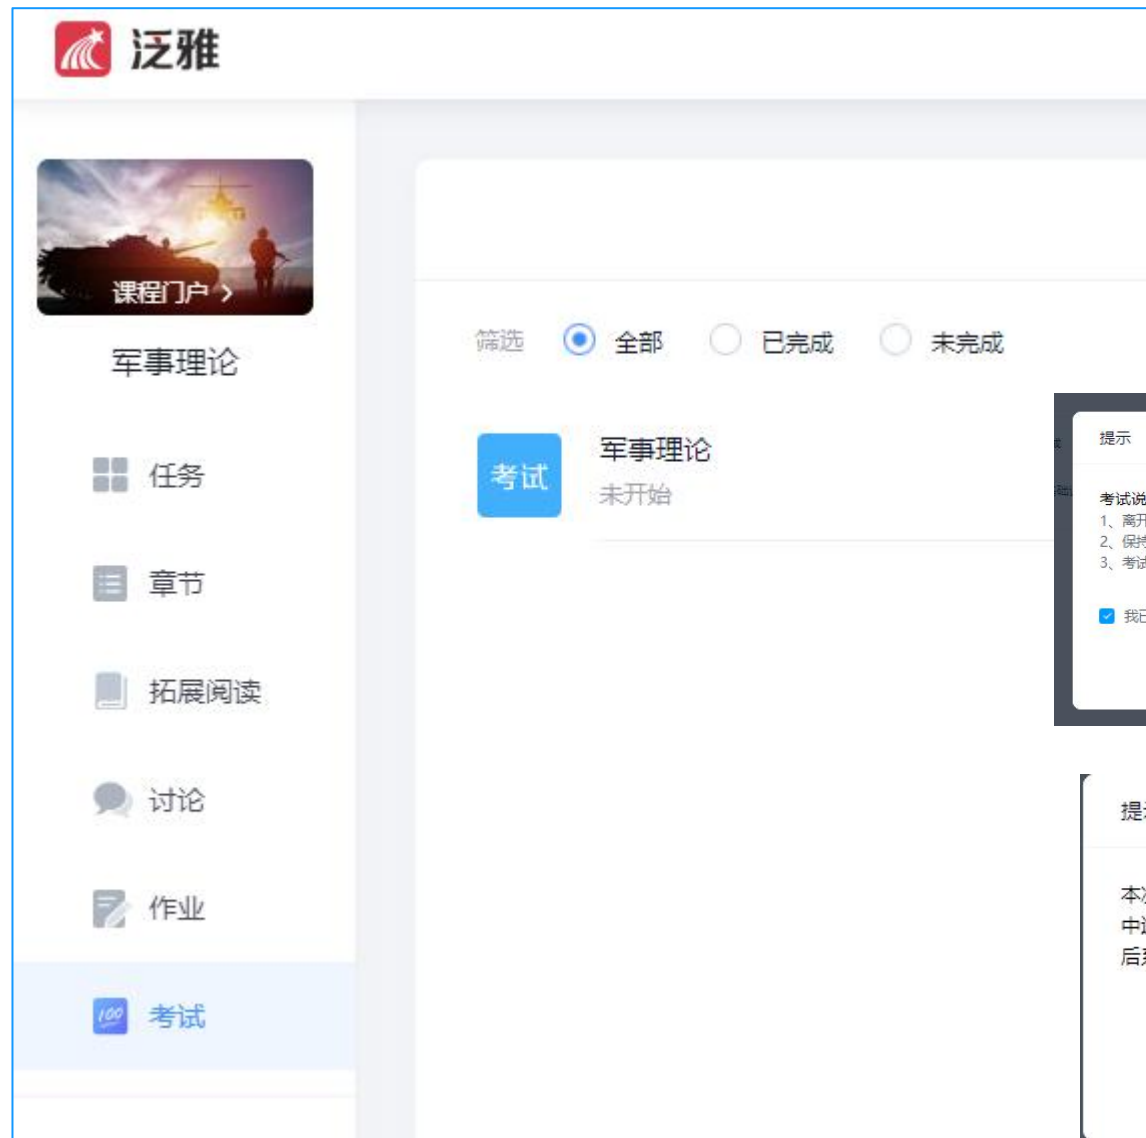 泛雅
课程门户 >
军事理论
任务
章节
拓展阅读
讨论
作业
100 考试
筛选 全部 已完成 未完成
考试
军事理论
未开始
提示
考试说
1、离开
2、保持
3、考试
我已
提示
本次
中
后